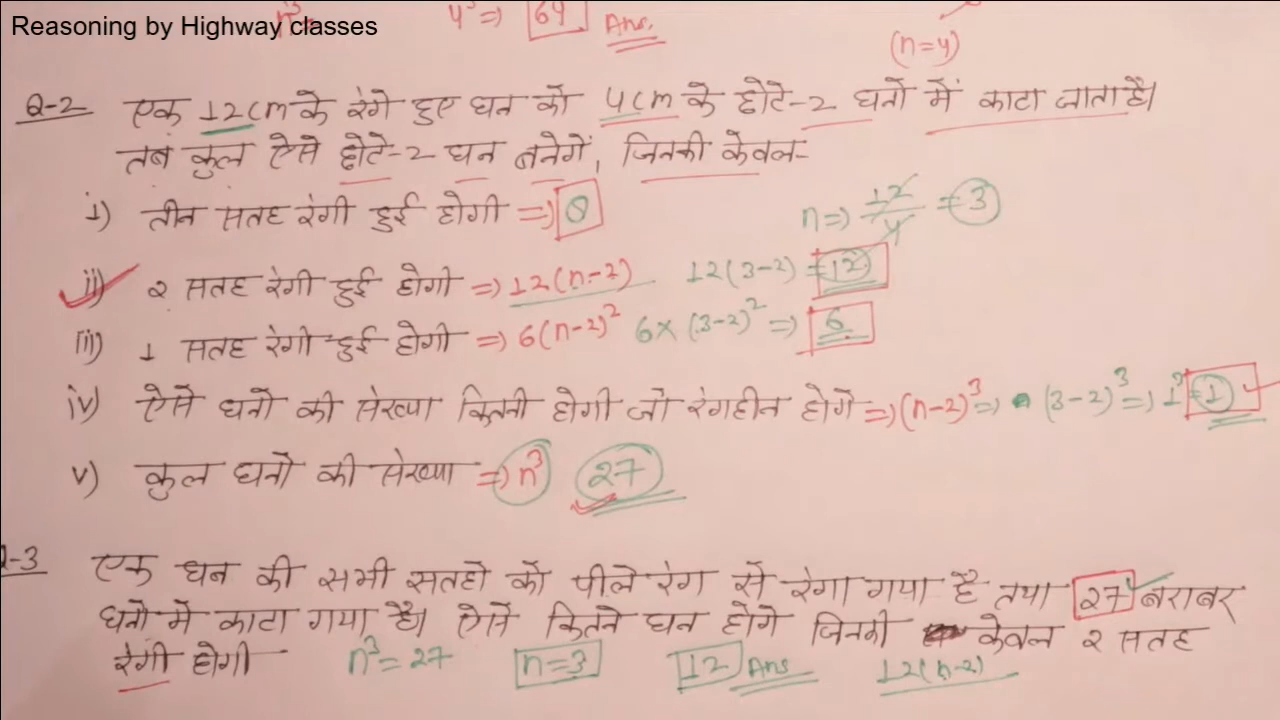 Reasoning by Highway classes
n³= 4³ => 64 Ans.
(n=4)
Q-2 एक 12cm के रंगे हुए घन को 4cm के छोटे-2 घनों में काटा जाता है।
तब कुल ऐसे छोटे-2 घन बनेगें, जिनकी केवल-
i) तीन सतह रंगी हुई होगी => 8 n=> 12/4 = 3
ii) २ सतह रंगी हुई होगी => 12(n-2) 12(3-2) = 12
iii) 1 सतह रंगी हुई होगी => 6(n-2)² 6×(3-2)² => 6
iv) ऐसे घनों की संख्या कितनी होगी जो रंगहीन होगें => (n-2)³ => (3-2)³ => 1³ = 1
v) कुल घनों की संख्या => n³ 27
-3 एक घन की सभी सतहों को पीले रंग से रंगा गया है तथा 27 बराबर
घनों में काटा गया है। ऐसे कितने घन होंगे जिनकी केवल २ सतह
रंगी होगी n³=27 n=3 12 Ans 12(n-2)